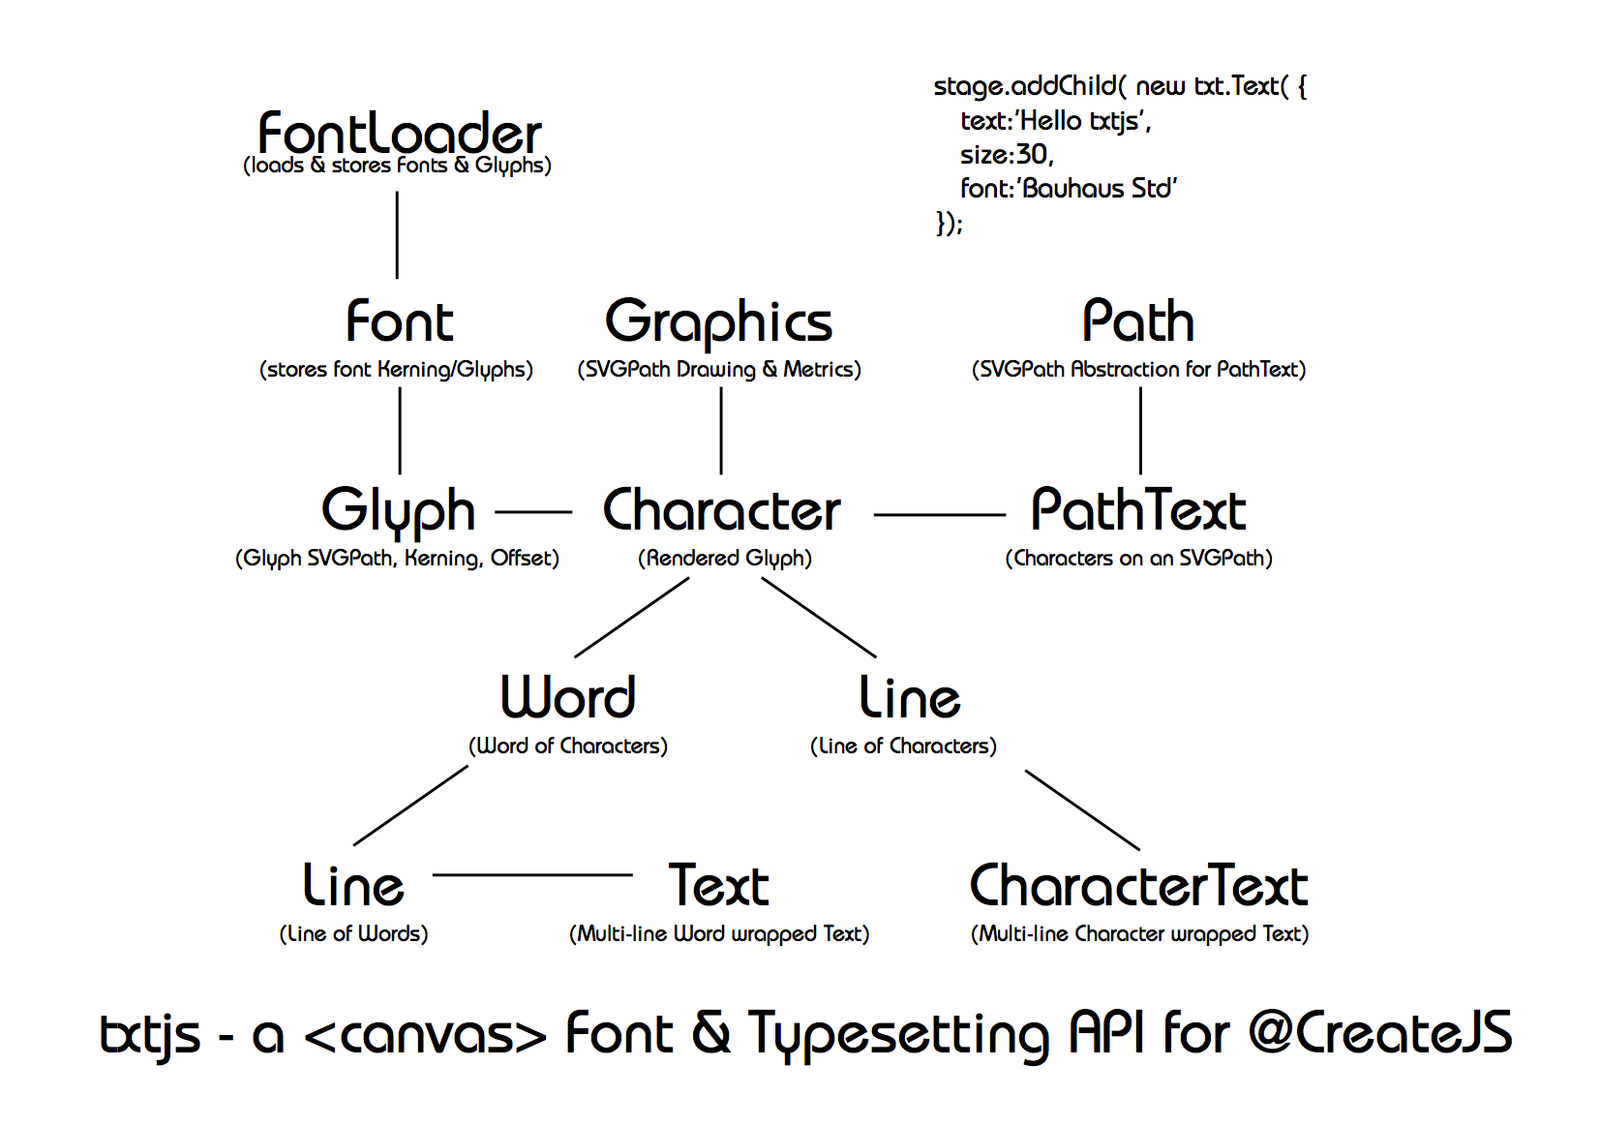 stage.addChild( new txt.Text( {
text:'Hello txtjs',
size:30,
font:'Bauhaus Std'
});
FontLoader
(loads & stores Fonts & Glyphs)
Font
(stores font Kerning/Glyphs)
Graphics
(SVGPath Drawing & Metrics)
Path
(SVGPath Abstraction for PathText)
Glyph
(Glyph SVGPath, Kerning, Offset)
Character
(Rendered Glyph)
PathText
(Characters on an SVGPath)
Word
(Word of Characters)
Line
(Line of Characters)
Line
(Line of Words)
Text
(Multi-line Word wrapped Text)
CharacterText
(Multi-line Character wrapped Text)
txtjs - a <canvas> Font & Typesetting API for @CreateJS